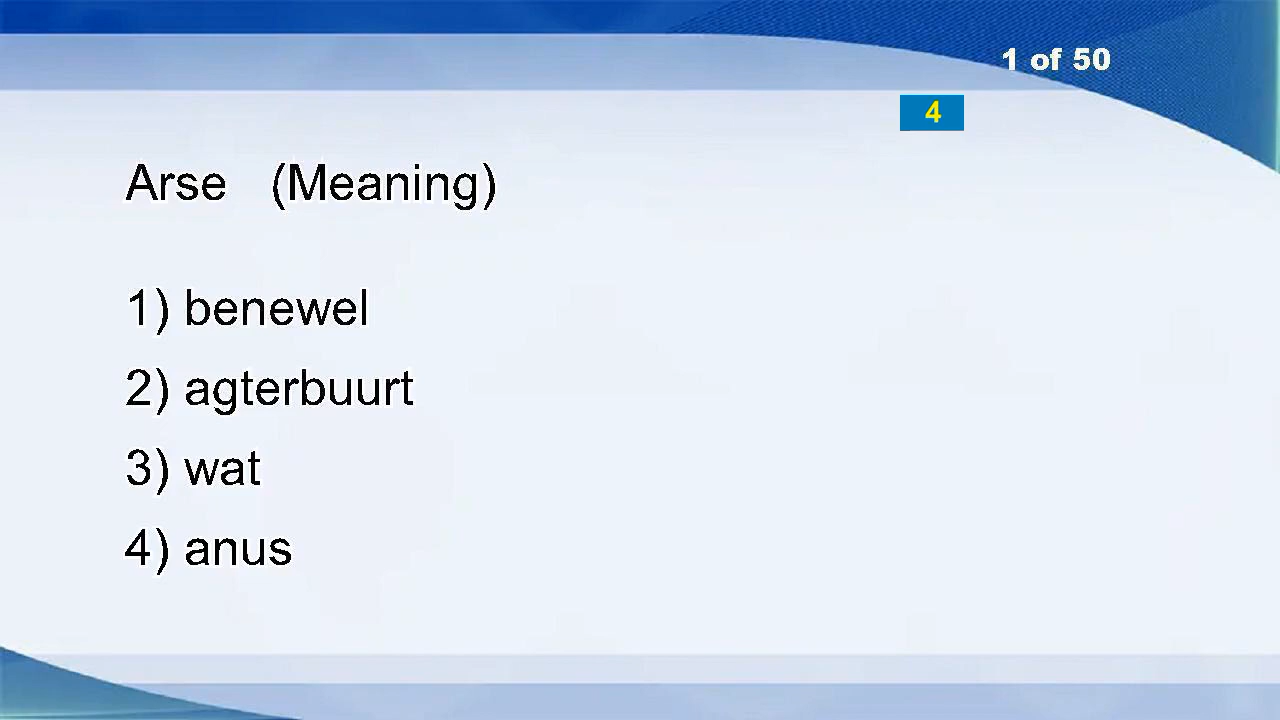 1 of 50
4
Arse (Meaning)
1) benewel
2) agterbuurt
3) wat
4) anus